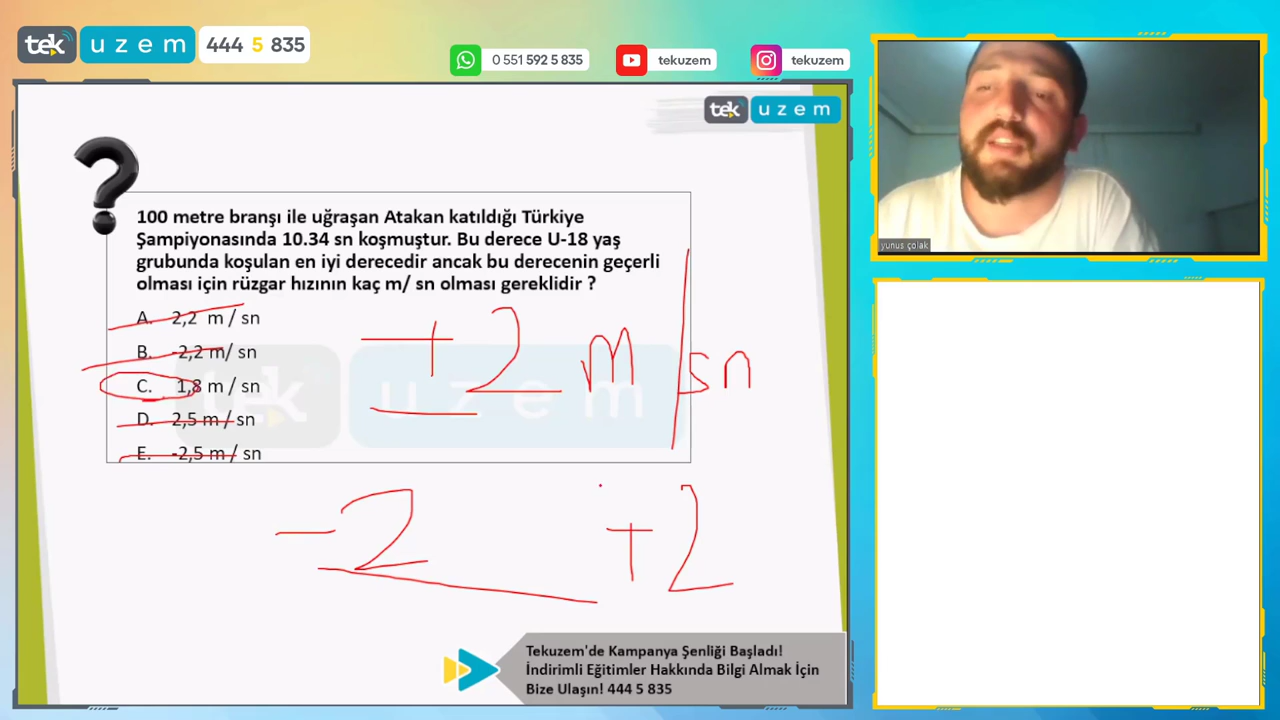 tek uzem 444 5 835
0 551 592 5 835 tekuzem tekuzem
tek uzem
100 metre branşı ile uğraşan Atakan katıldığı Türkiye
Şampiyonasında 10.34 sn koşmuştur. Bu derece U-18 yaş
grubunda koşulan en iyi derecedir ancak bu derecenin geçerli
olması için rüzgar hızının kaç m/ sn olması gereklidir ?
A. 2,2 m / sn
B. -2,2 m/ sn
C. 1,8 m / sn
D. 2,5 m / sn
E. -2,5 m / sn
+2 m/sn
tek uzem
-2 +2
yunus çolak
Tekuzem'de Kampanya Şenliği Başladı!
İndirimli Eğitimler Hakkında Bilgi Almak İçin
Bize Ulaşın! 444 5 835